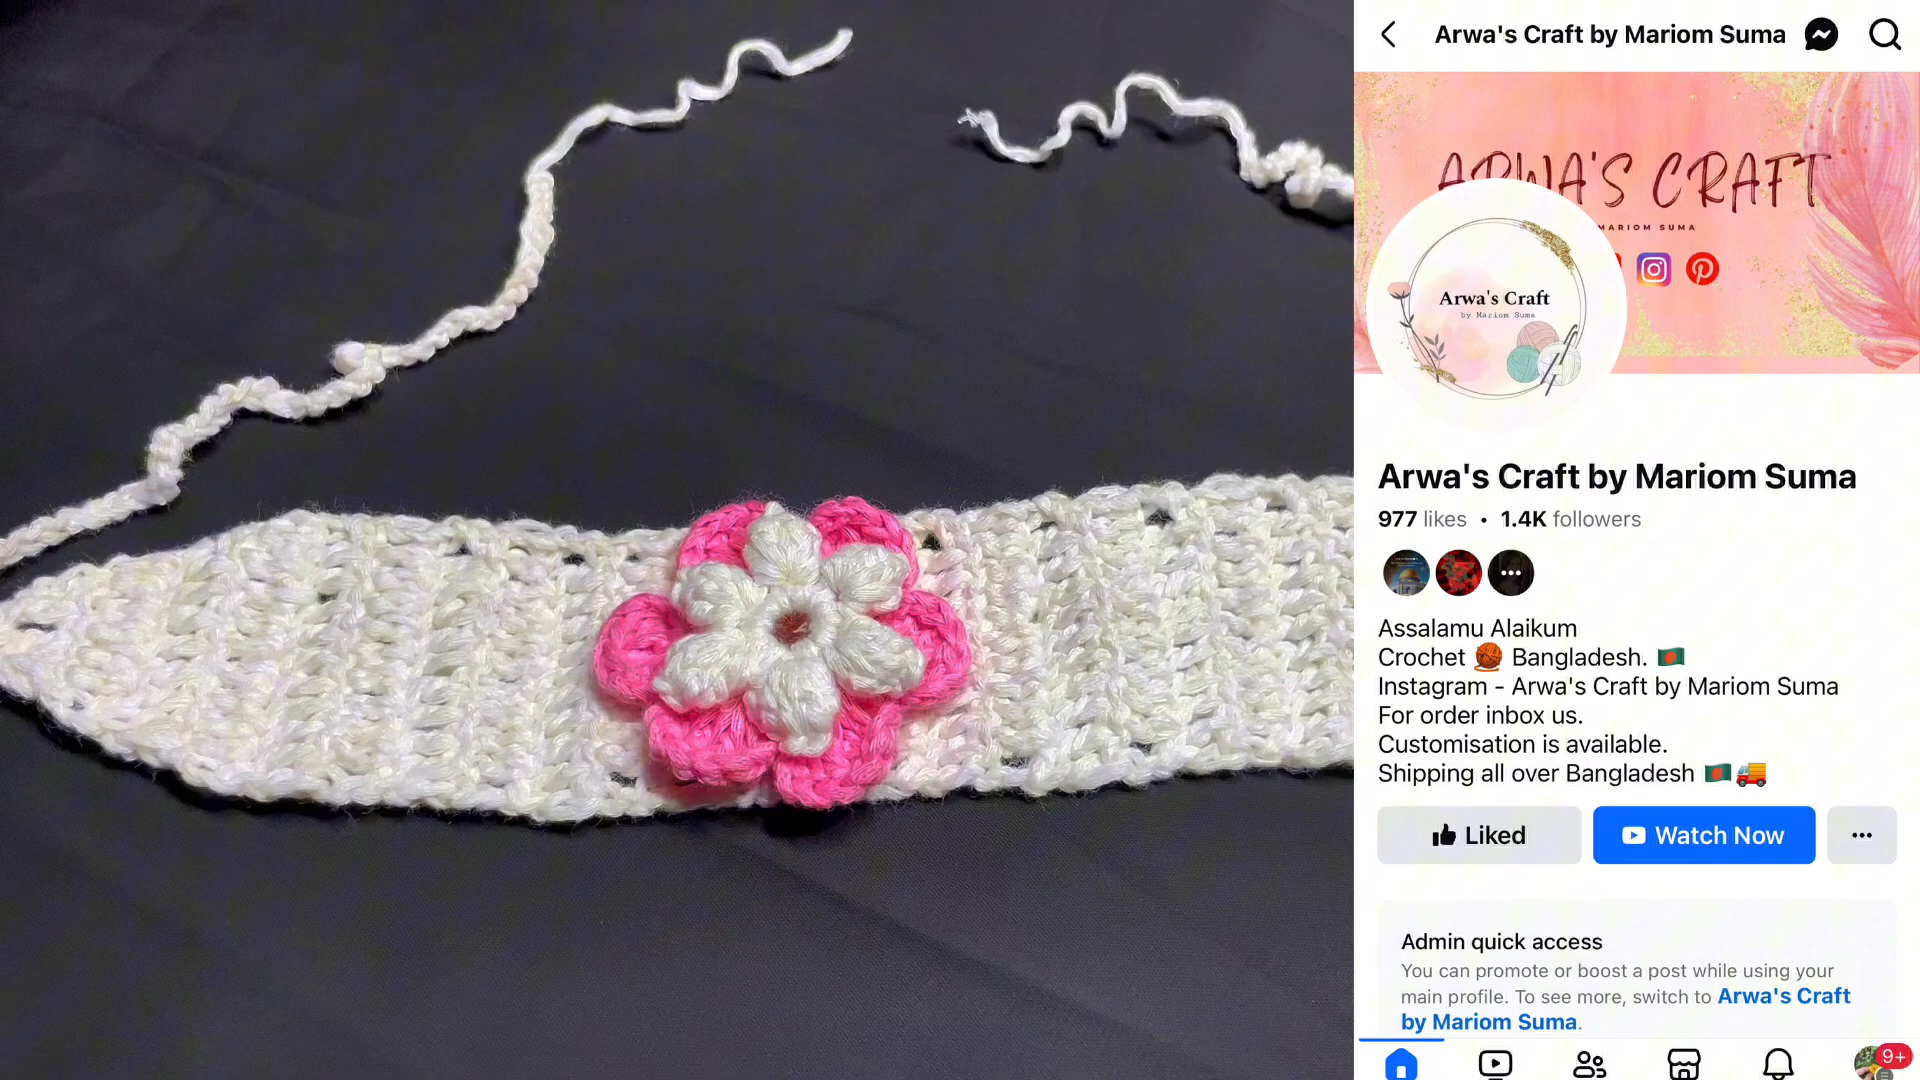 Arwa's Craft by Mariom Suma
ARWA'S CRAFT
MARIOM SUMA
Arwa's Craft
by Mariom Suma
Arwa's Craft by Mariom Suma
977 likes • 1.4K followers
Assalamu Alaikum
Crochet 🧶 Bangladesh. 🇧🇩
Instagram - Arwa's Craft by Mariom Suma
For order inbox us.
Customisation is available.
Shipping all over Bangladesh 🇧🇩🚚
Liked
Watch Now
Admin quick access
You can promote or boost a post while using your
main profile. To see more, switch to Arwa's Craft
by Mariom Suma.
9+